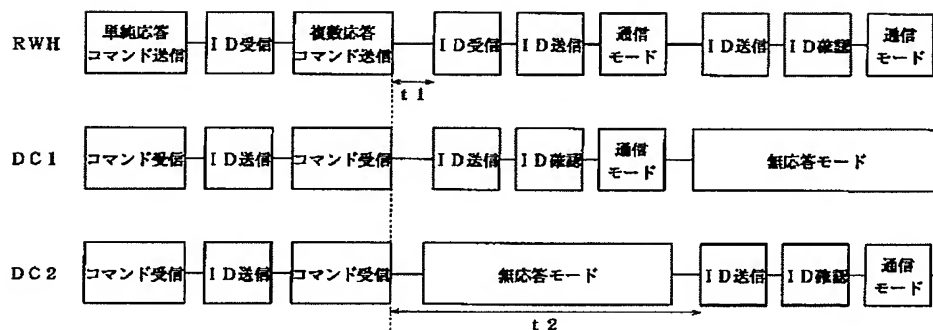 RWH
単純応答
コマンド送信
ID受信
複数応答
コマンド送信
ID受信
ID送信
通信
モード
ID送信
ID確認
通信
モード
t1
DC1
コマンド受信
ID送信
コマンド受信
ID送信
ID確認
通信
モード
無応答モード
DC2
コマンド受信
ID送信
コマンド受信
無応答モード
ID送信
ID確認
通信
モード
t2